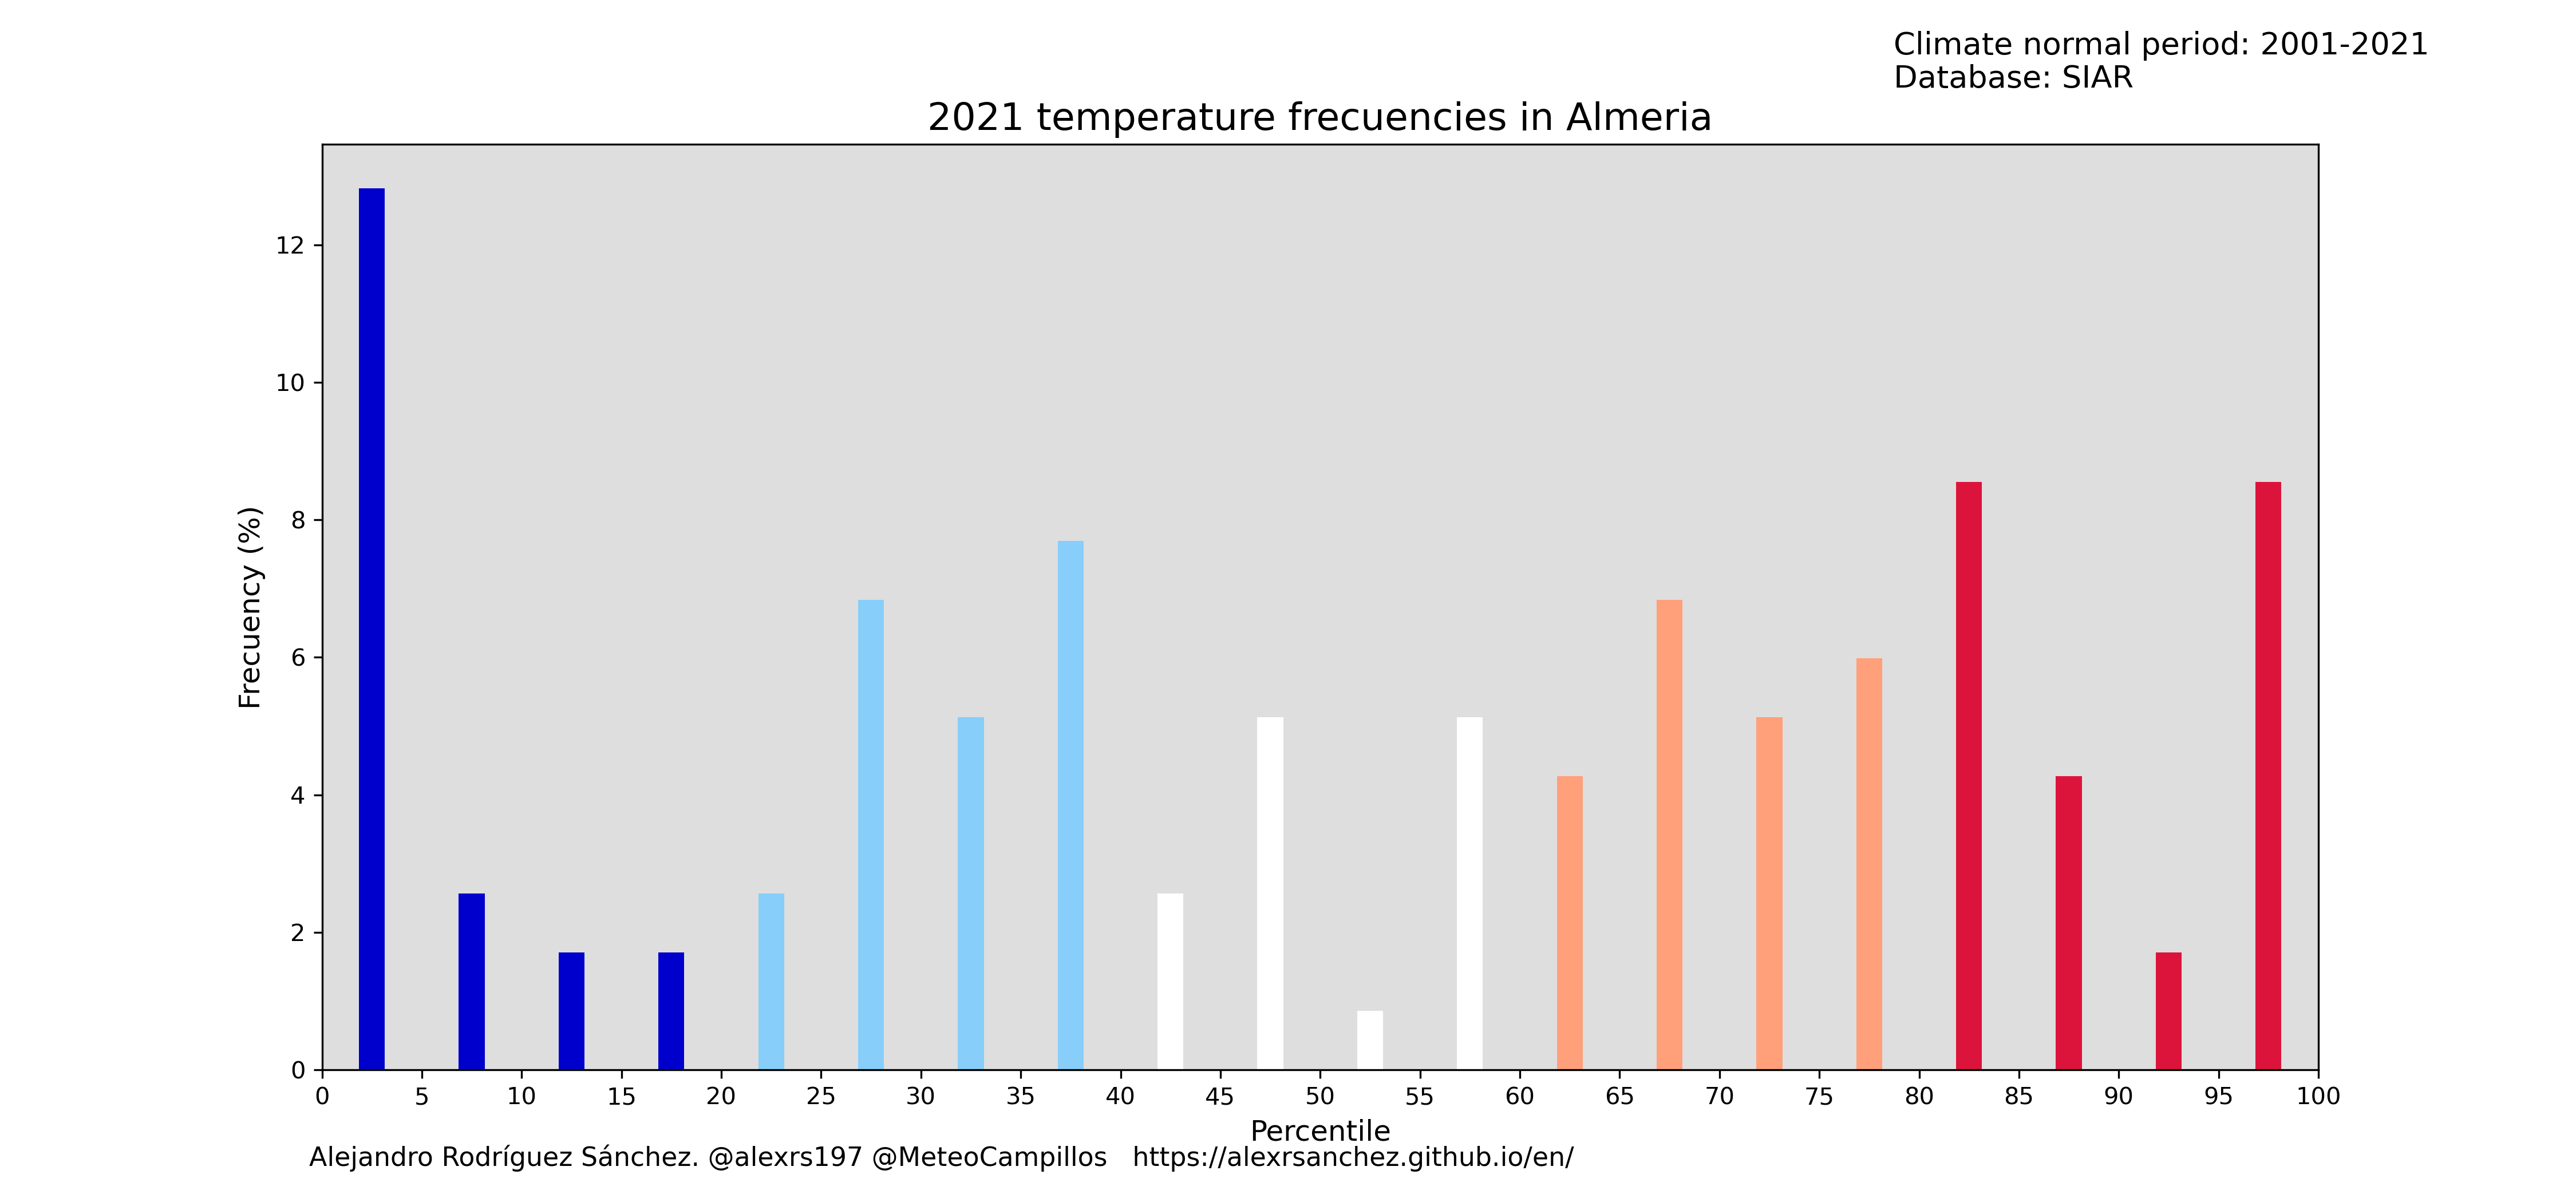 Climate normal period: 2001-2021
Database: SIAR
2021 temperature frecuencies in Almeria
Frecuency (%)
12
10
8
6
4
2
0
0 5 10 15 20 25 30 35 40 45 50 55 60 65 70 75 80 85 90 95 100
Percentile
Alejandro Rodríguez Sánchez. @alexrs197 @MeteoCampillos https://alexrsanchez.github.io/en/